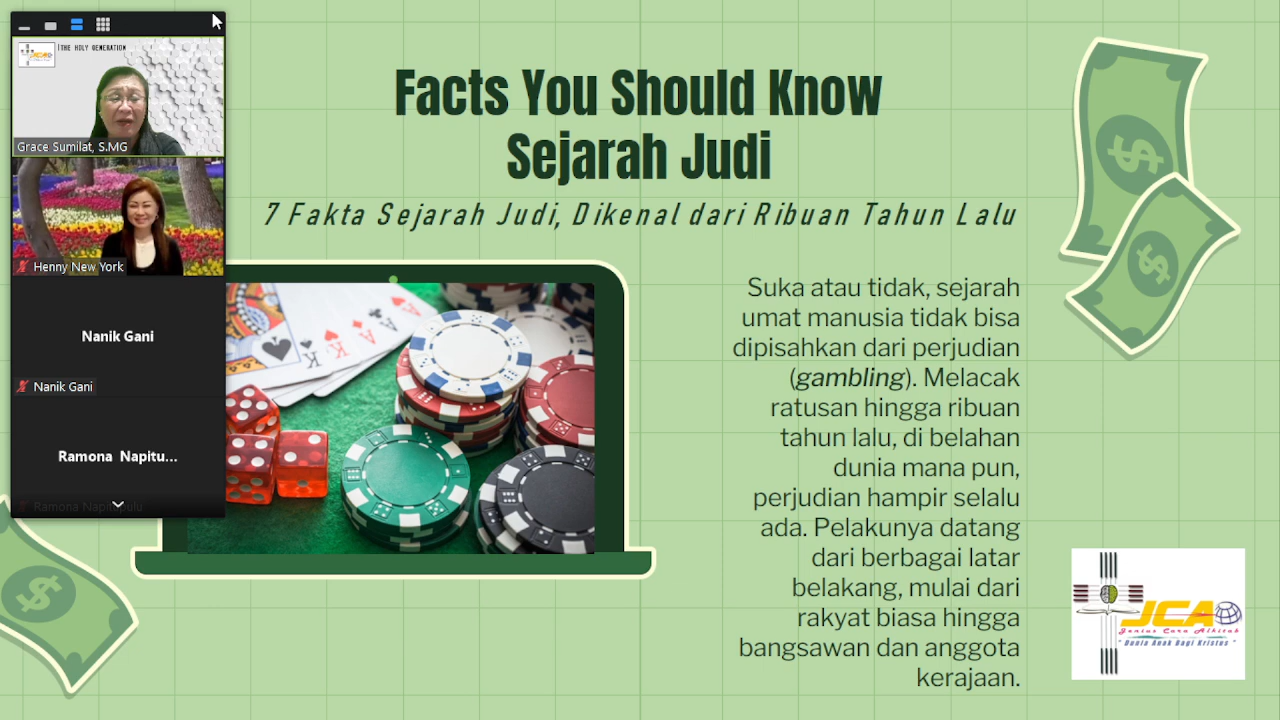 THE HOLY GENERATION
Grace Sumilat, S.MG
Henny New York
Nanik Gani
Nanik Gani
Ramona Napitu...
Ramona Napitupulu
Facts You Should Know
Sejarah Judi
7 Fakta Sejarah Judi, Dikenal dari Ribuan Tahun Lalu
Suka atau tidak, sejarah
umat manusia tidak bisa
dipisahkan dari perjudian
(gambling). Melacak
ratusan hingga ribuan
tahun lalu, di belahan
dunia mana pun,
perjudian hampir selalu
ada. Pelakunya datang
dari berbagai latar
belakang, mulai dari
rakyat biasa hingga
bangsawan dan anggota
kerajaan.
K
K
JCA
Jenius Cara Alkitab
" Dunia Anak Bagi Kristus "